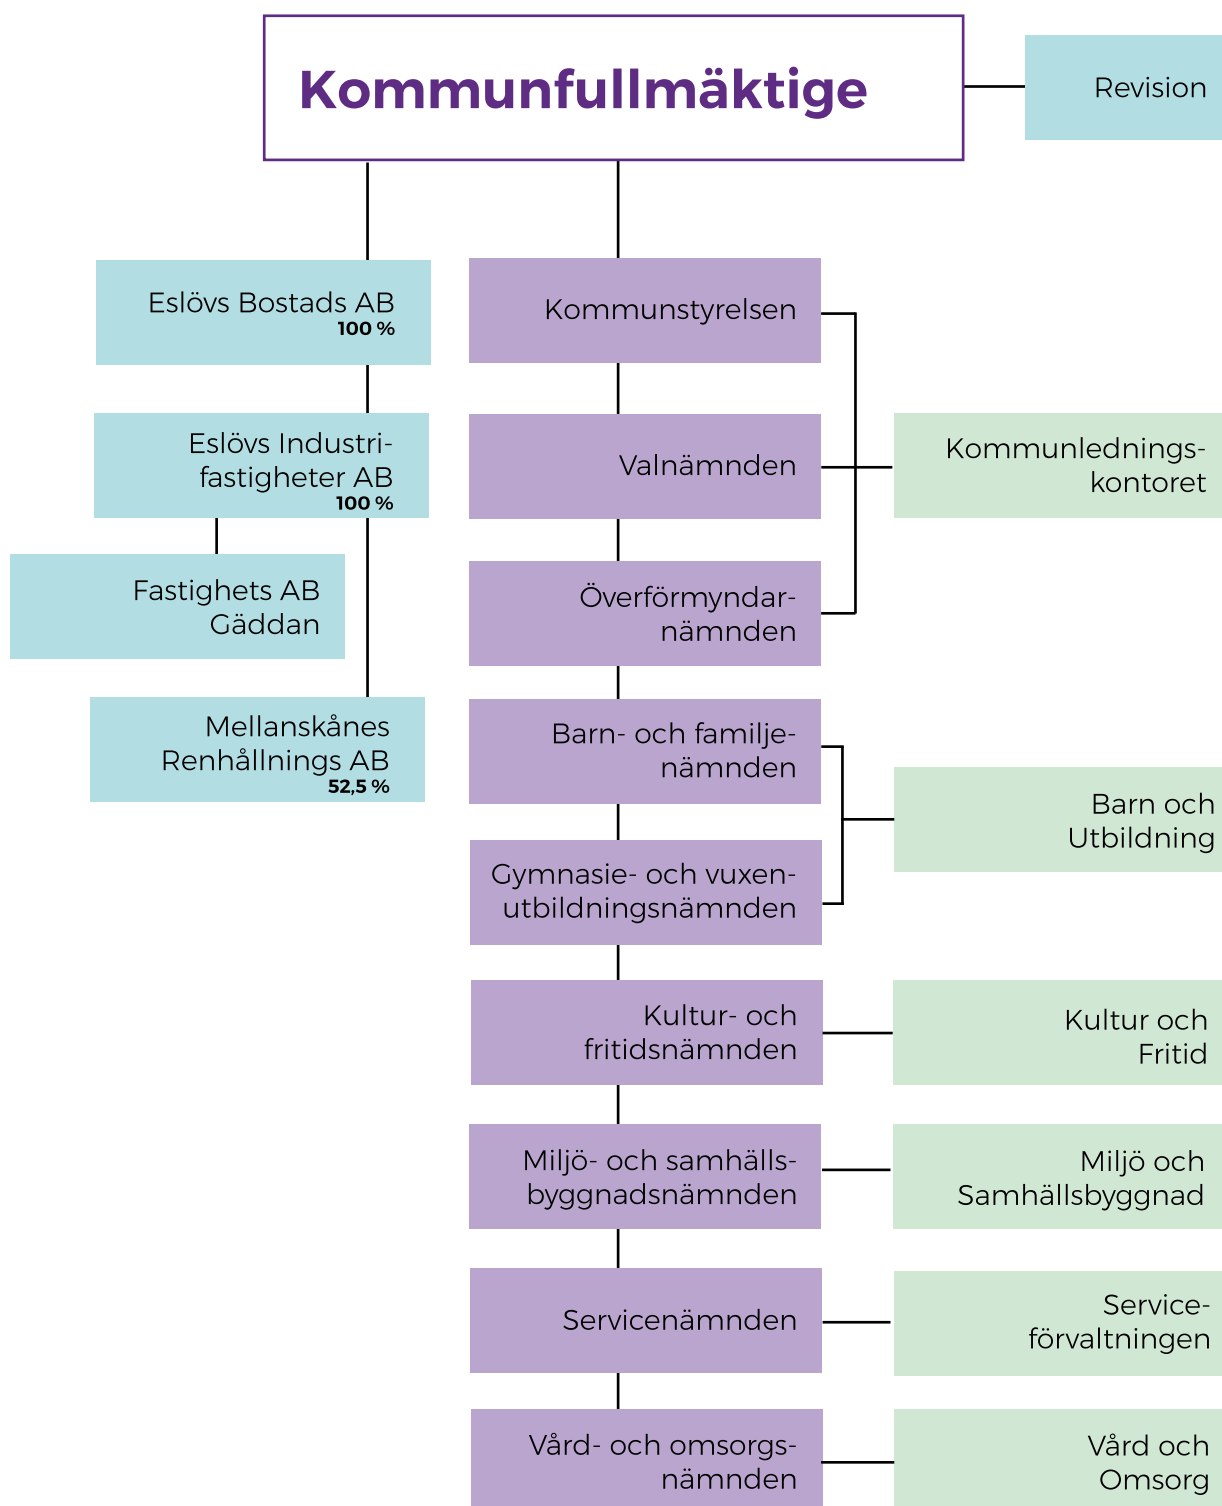 Kommunfullmäktige
Revision
Eslövs Bostads AB
100 %
Eslövs Industri-
fastigheter AB
100 %
Fastighets AB
Gäddan
Mellanskånes
Renhållnings AB
52,5 %
Kommunstyrelsen
Valnämnden
Överförmyndar-
nämnden
Kommunlednings-
kontoret
Barn- och familje-
nämnden
Gymnasie- och vuxen-
utbildningsnämnden
Barn och
Utbildning
Kultur- och
fritidsnämnden
Kultur och
Fritid
Miljö- och samhälls-
byggnadsnämnden
Miljö och
Samhällsbyggnad
Servicenämnden
Service-
förvaltningen
Vård- och omsorgs-
nämnden
Vård och
Omsorg